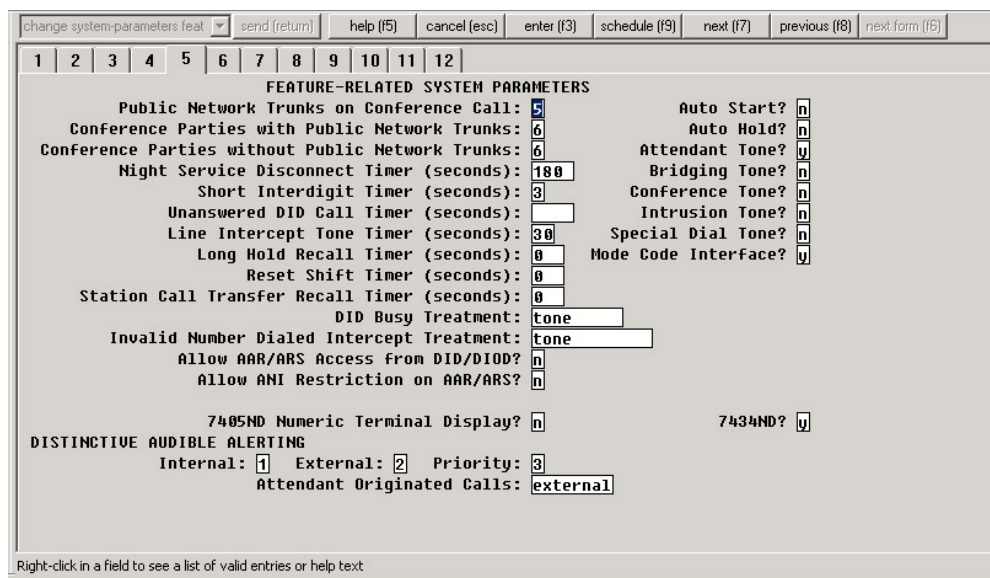 change system-parameters feat send (return) help (f5) cancel (esc) enter (f3) schedule (f9) next (f7) previous (f8) next form (f6)
1 2 3 4 5 6 7 8 9 10 11 12
FEATURE-RELATED SYSTEM PARAMETERS
Public Network Trunks on Conference Call: 5 Auto Start? n
Conference Parties with Public Network Trunks: 6 Auto Hold? n
Conference Parties without Public Network Trunks: 6 Attendant Tone? y
Night Service Disconnect Timer (seconds): 180 Bridging Tone? n
Short Interdigit Timer (seconds): 3 Conference Tone? n
Unanswered DID Call Timer (seconds): Intrusion Tone? n
Line Intercept Tone Timer (seconds): 30 Special Dial Tone? n
Long Hold Recall Timer (seconds): 0 Mode Code Interface? y
Reset Shift Timer (seconds): 0
Station Call Transfer Recall Timer (seconds): 0
DID Busy Treatment: tone
Invalid Number Dialed Intercept Treatment: tone
Allow AAR/ARS Access from DID/DIOD? n
Allow ANI Restriction on AAR/ARS? n
7405ND Numeric Terminal Display? n 7434ND? y
DISTINCTIVE AUDIBLE ALERTING
Internal: 1 External: 2 Priority: 3
Attendant Originated Calls: external
Right-click in a field to see a list of valid entries or help text